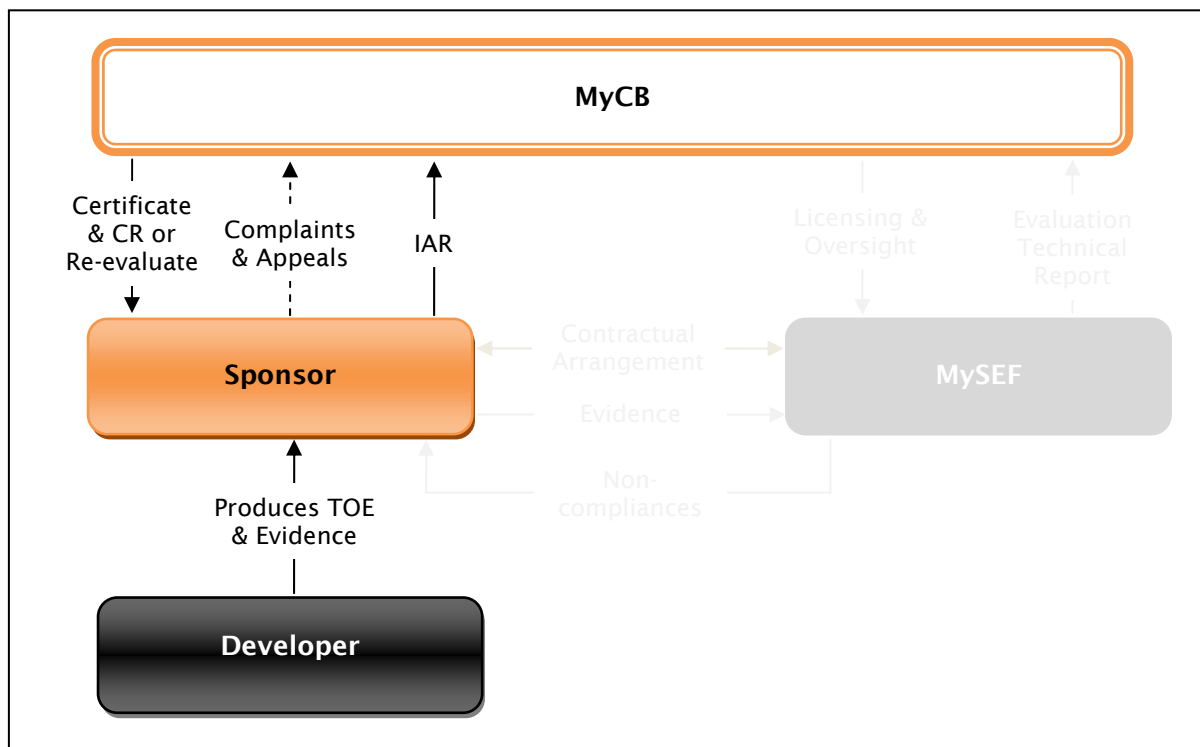 MyCB
Certificate
& CR or
Re-evaluate
Complaints
& Appeals
IAR
Licensing &
Oversight
Evaluation
Technical
Report
Sponsor
Contractual
Arrangement
MySEF
Evidence
Non-
compliances
Produces TOE
& Evidence
Developer